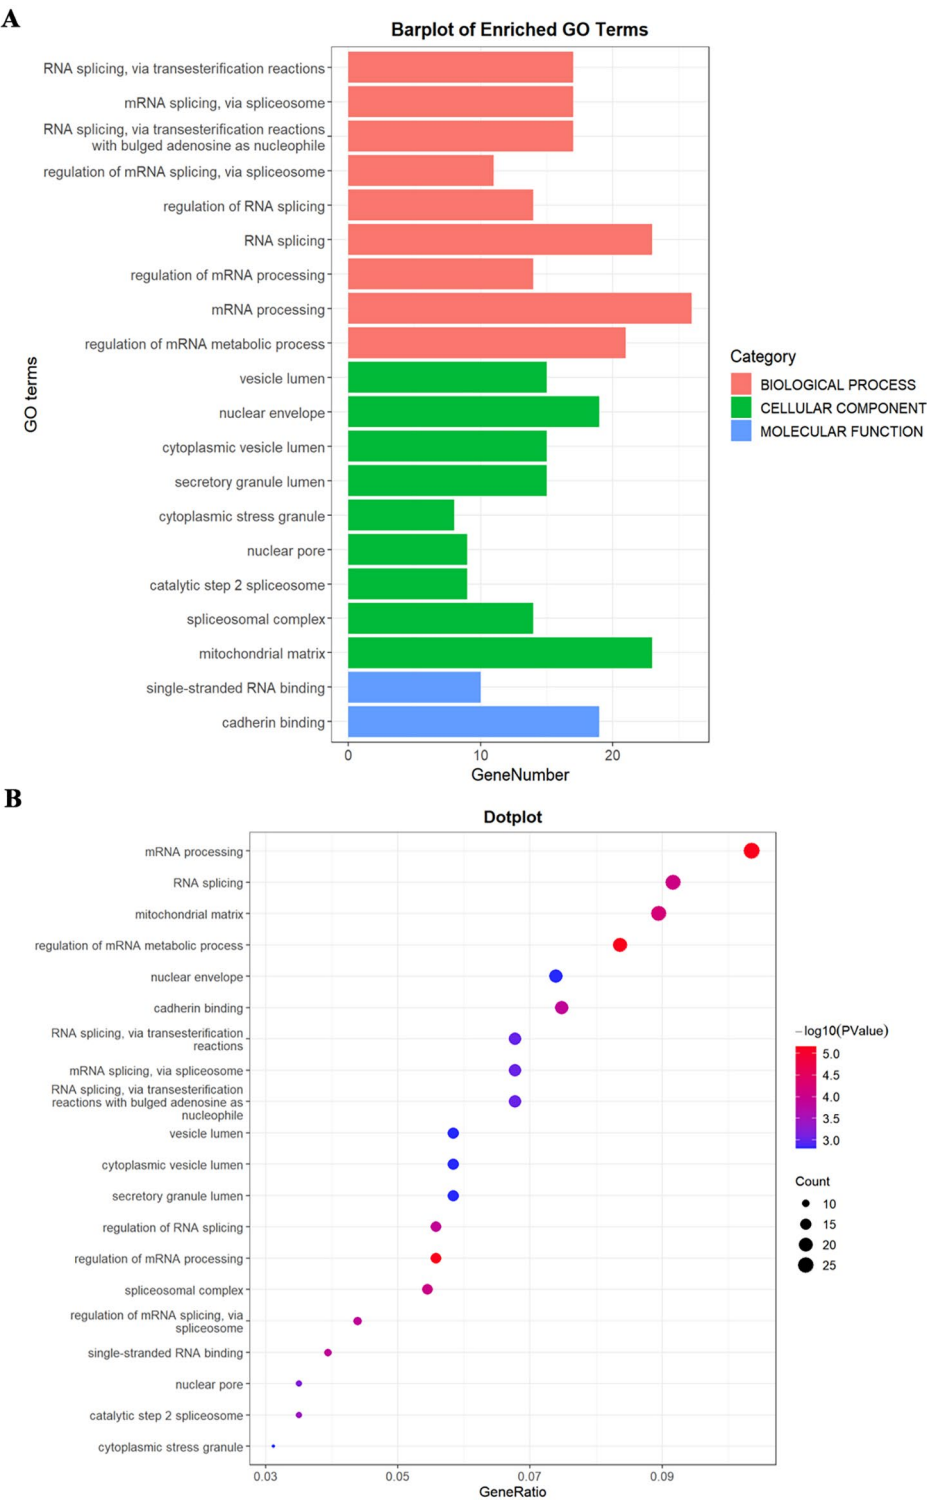 A
Barplot of Enriched GO Terms
RNA splicing, via transesterification reactions
mRNA splicing, via spliceosome
RNA splicing, via transesterification reactions
with bulged adenosine as nucleophile
regulation of mRNA splicing, via spliceosome
regulation of RNA splicing
RNA splicing
regulation of mRNA processing
mRNA processing
regulation of mRNA metabolic process
vesicle lumen
nuclear envelope
cytoplasmic vesicle lumen
secretory granule lumen
cytoplasmic stress granule
nuclear pore
catalytic step 2 spliceosome
spliceosomal complex
mitochondrial matrix
single-stranded RNA binding
cadherin binding
GO terms
0 10 20
GeneNumber
Category
BIOLOGICAL PROCESS
CELLULAR COMPONENT
MOLECULAR FUNCTION
B
Dotplot
mRNA processing
RNA splicing
mitochondrial matrix
regulation of mRNA metabolic process
nuclear envelope
cadherin binding
RNA splicing, via transesterification
reactions
mRNA splicing, via spliceosome
RNA splicing, via transesterification
reactions with bulged adenosine as
nucleophile
vesicle lumen
cytoplasmic vesicle lumen
secretory granule lumen
regulation of RNA splicing
regulation of mRNA processing
spliceosomal complex
regulation of mRNA splicing, via
spliceosome
single-stranded RNA binding
nuclear pore
catalytic step 2 spliceosome
cytoplasmic stress granule
0.03 0.05 0.07 0.09
GeneRatio
−log10(PValue)
5.0
4.5
4.0
3.5
3.0
Count
10
15
20
25